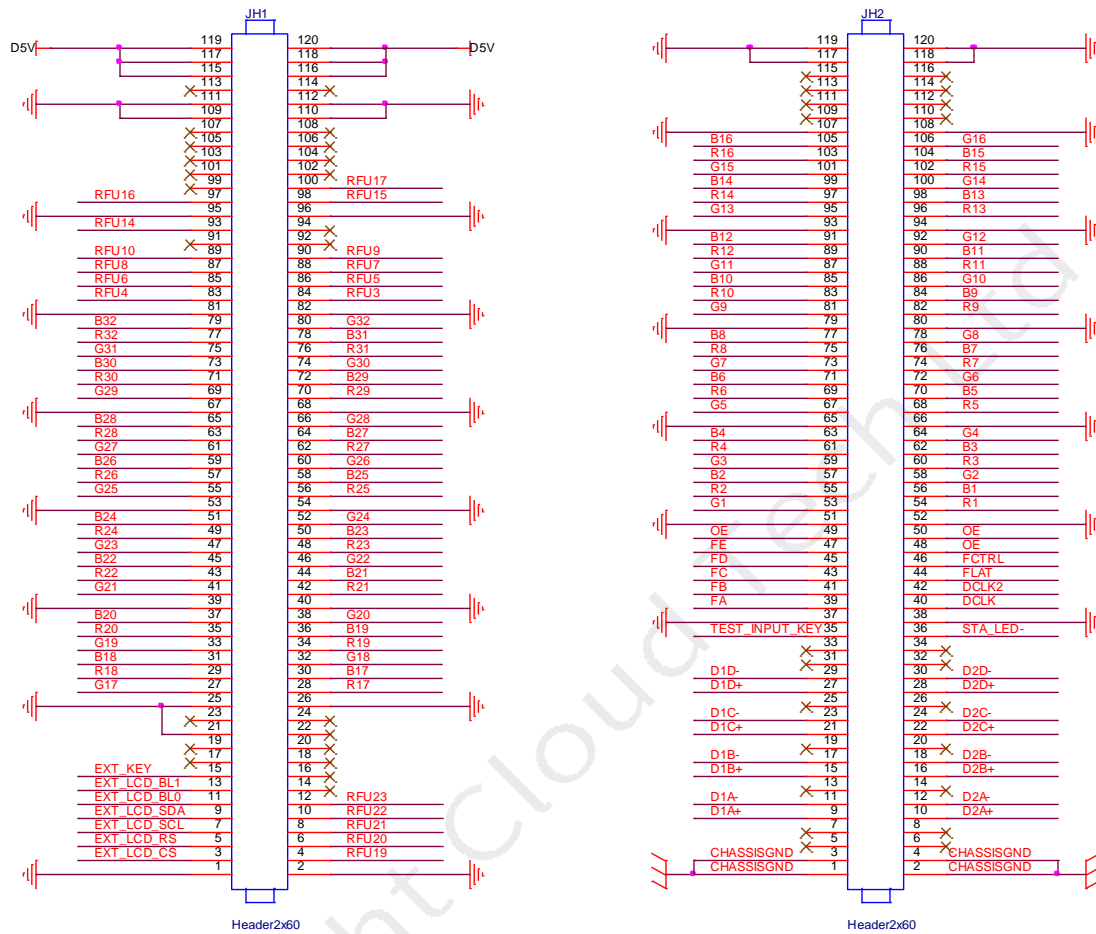 JH1
119 120
D5V 117 118 D5V
115 116
113 114
111 112
109 110
107 108
105 106
103 104
101 102
99 100 RFU17
RFU16 97 98 RFU15
95 96
RFU14 93 94
91 92
RFU10 89 90 RFU9
RFU8 87 88 RFU7
RFU6 85 86 RFU5
RFU4 83 84 RFU3
81 82
B32 79 80 G32
R32 77 78 B31
G31 75 76 R31
B30 73 74 G30
R30 71 72 B29
G29 69 70 R29
67 68
B28 65 66 G28
R28 63 64 B27
G27 61 62 R27
B26 59 60 G26
R26 57 58 B25
G25 55 56 R25
53 54
B24 51 52 G24
R24 49 50 B23
G23 47 48 R23
B22 45 46 G22
R22 43 44 B21
G21 41 42 R21
39 40
B20 37 38 G20
R20 35 36 B19
G19 33 34 R19
B18 31 32 G18
R18 29 30 B17
G17 27 28 R17
25 26
23 24
21 22
19 20
17 18
EXT_KEY 15 16
EXT_LCD_BL1 13 14
EXT_LCD_BL0 11 12 RFU23
EXT_LCD_SDA 9 10 RFU22
EXT_LCD_SCL 7 8 RFU21
EXT_LCD_RS 5 6 RFU20
EXT_LCD_CS 3 4 RFU19
1 2
Header2x60
JH2
119 120
117 118
115 116
113 114
111 112
109 110
107 108
B16 105 106 G16
R16 103 104 B15
G15 101 102 R15
B14 99 100 G14
R14 97 98 B13
G13 95 96 R13
93 94
B12 91 92 G12
R12 89 90 B11
G11 87 88 R11
B10 85 86 G10
R10 83 84 B9
G9 81 82 R9
79 80
B8 77 78 G8
R8 75 76 B7
G7 73 74 R7
B6 71 72 G6
R6 69 70 B5
G5 67 68 R5
65 66
B4 63 64 G4
R4 61 62 B3
G3 59 60 R3
B2 57 58 G2
R2 55 56 B1
G1 53 54 R1
51 52
OE 49 50 OE
FE 47 48 OE
FD 45 46 FCTRL
FC 43 44 FLAT
FB 41 42 DCLK2
FA 39 40 DCLK
37 38
TEST_INPUT_KEY 35 36 STA_LED-
33 34
31 32
D1D- 29 30 D2D-
D1D+ 27 28 D2D+
25 26
D1C- 23 24 D2C-
D1C+ 21 22 D2C+
19 20
D1B- 17 18 D2B-
D1B+ 15 16 D2B+
13 14
D1A- 11 12 D2A-
D1A+ 9 10 D2A+
7 8
5 6
CHASSISGND 3 4 CHASSISGND
CHASSISGND 1 2 CHASSISGND
Header2x60
ht Cloud Tech Ltd